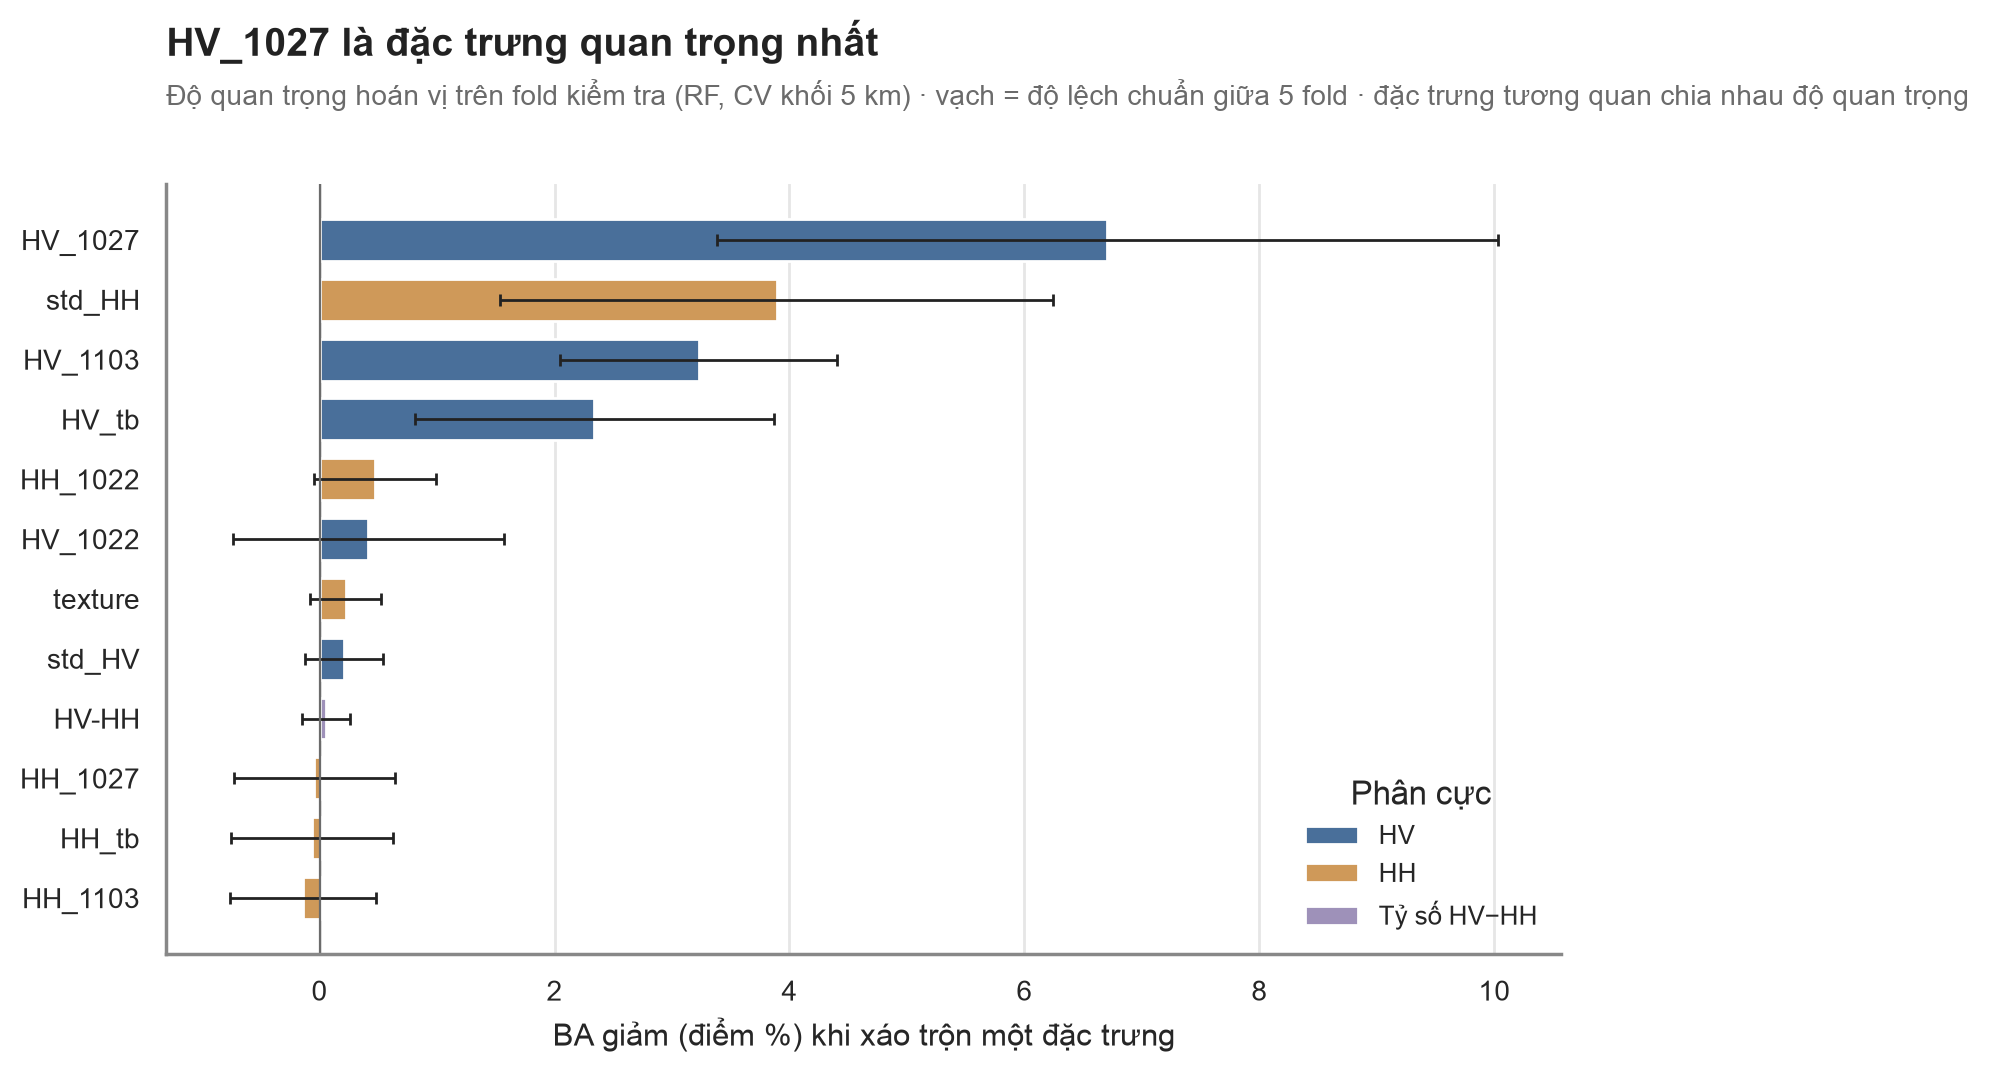 HV_1027 là đặc trưng quan trọng nhất
Độ quan trọng hoán vị trên fold kiểm tra (RF, CV khối 5 km) · vạch = độ lệch chuẩn giữa 5 fold · đặc trưng tương quan chia nhau độ quan trọng
HV_1027
std_HH
HV_1103
HV_tb
HH_1022
HV_1022
texture
std_HV
HV-HH
HH_1027
HH_tb
HH_1103
Phân cực
HV
HH
Tỷ số HV−HH
0 2 4 6 8 10
BA giảm (điểm %) khi xáo trộn một đặc trưng